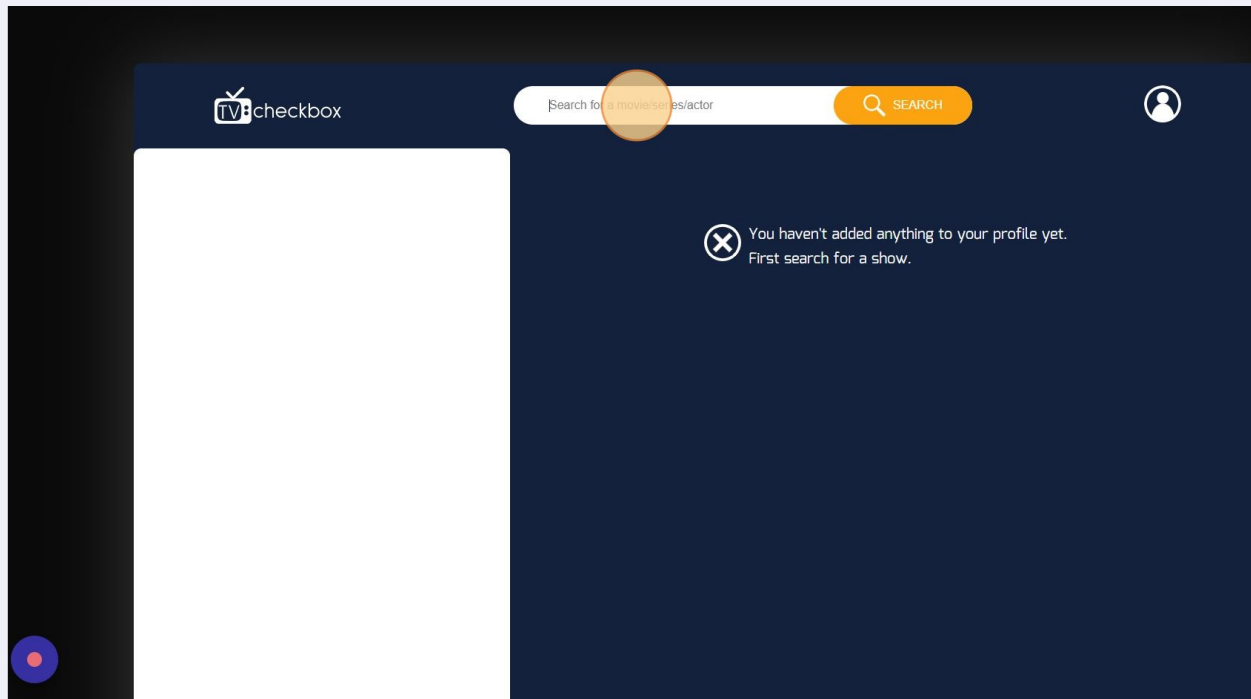 TV checkbox
Search for a movie/series/actor
SEARCH
You haven't added anything to your profile yet.
First search for a show.